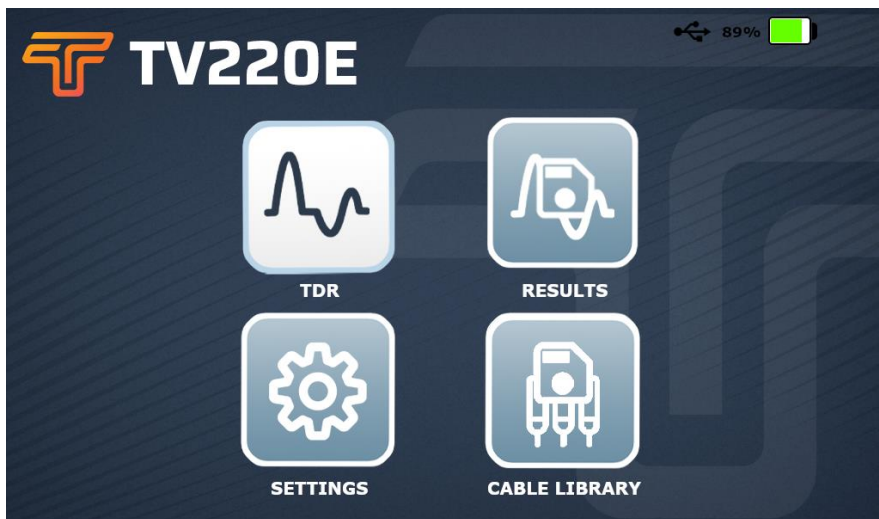 TV220E
89%
TDR
RESULTS
SETTINGS
CABLE LIBRARY